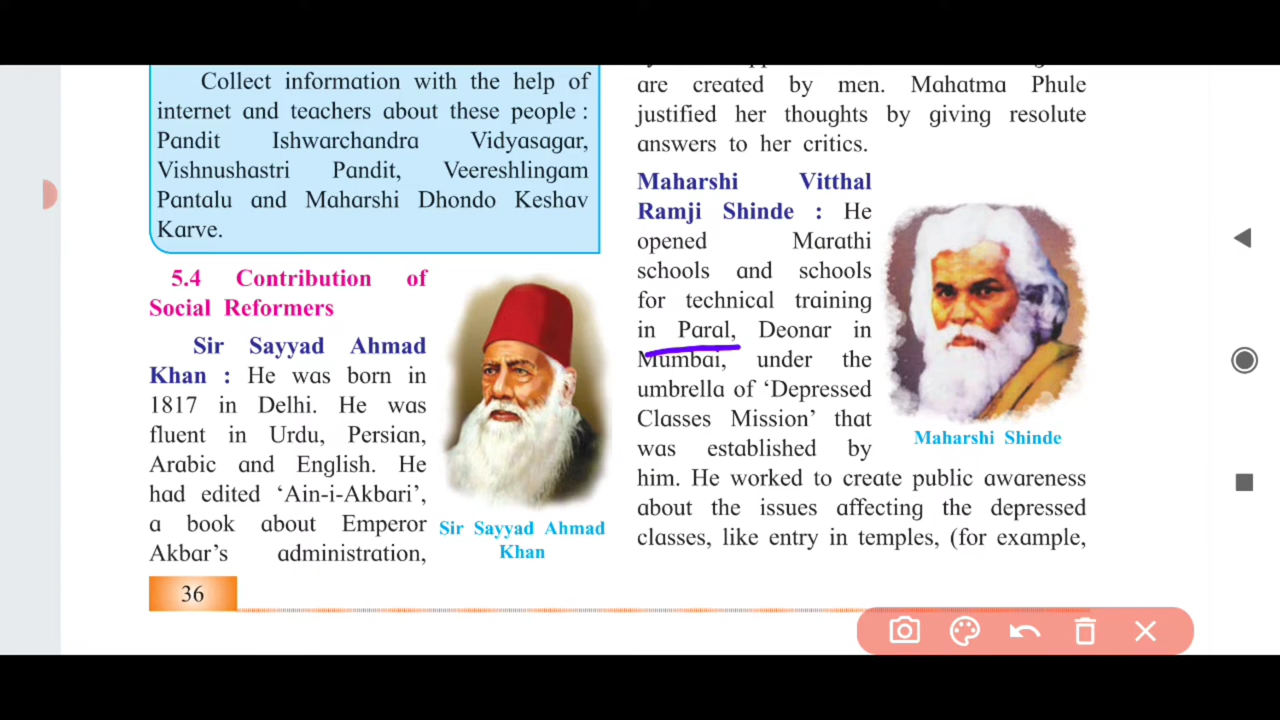 Collect information with the help of
internet and teachers about these people :
Pandit Ishwarchandra Vidyasagar,
Vishnushastri Pandit, Veereshlingam
Pantalu and Maharshi Dhondo Keshav
Karve.
5.4 Contribution of
Social Reformers
Sir Sayyad Ahmad
Khan : He was born in
1817 in Delhi. He was
fluent in Urdu, Persian,
Arabic and English. He
had edited ‘Ain-i-Akbari’,
a book about Emperor
Akbar’s administration,
Sir Sayyad Ahmad
Khan
36
are created by men. Mahatma Phule
justified her thoughts by giving resolute
answers to her critics.
Maharshi Vitthal
Ramji Shinde : He
opened Marathi
schools and schools
for technical training
in Paral, Deonar in
Mumbai, under the
umbrella of ‘Depressed
Classes Mission’ that
was established by
him. He worked to create public awareness
about the issues affecting the depressed
classes, like entry in temples, (for example,
Maharshi Shinde